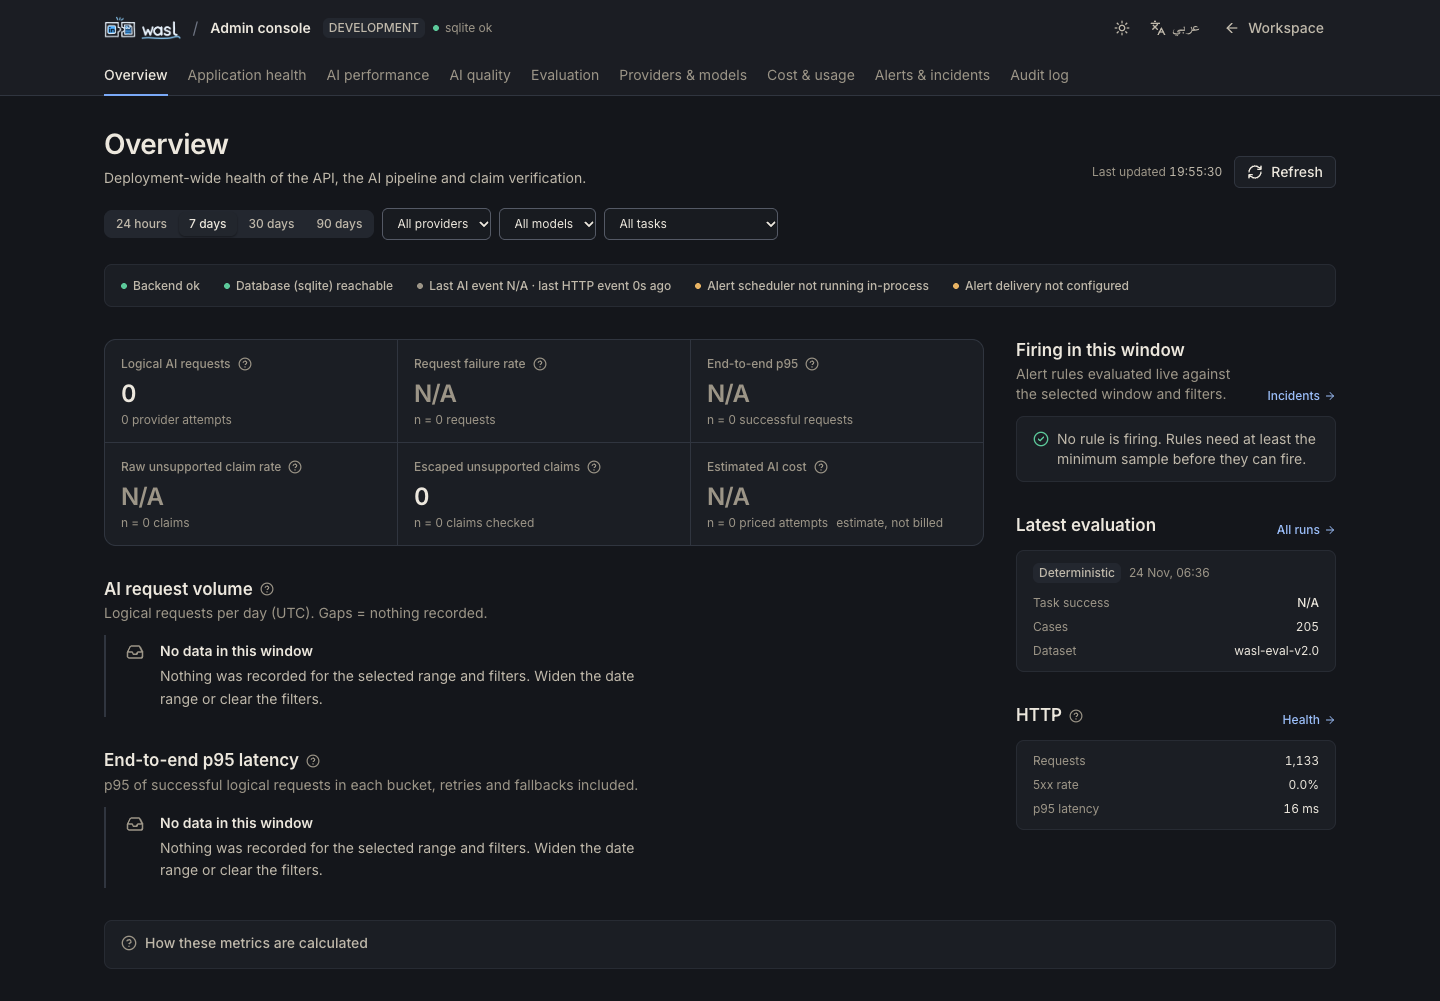 wasl / Admin console DEVELOPMENT sqlite ok
عربي Workspace
Overview Application health AI performance AI quality Evaluation Providers & models Cost & usage Alerts & incidents Audit log
Overview
Deployment-wide health of the API, the AI pipeline and claim verification.
Last updated 19:55:30 Refresh
24 hours 7 days 30 days 90 days All providers All models All tasks
Backend ok Database (sqlite) reachable Last AI event N/A · last HTTP event 0s ago Alert scheduler not running in-process Alert delivery not configured
Logical AI requests
0
0 provider attempts
Request failure rate
N/A
n = 0 requests
End-to-end p95
N/A
n = 0 successful requests
Raw unsupported claim rate
N/A
n = 0 claims
Escaped unsupported claims
0
n = 0 claims checked
Estimated AI cost
N/A
n = 0 priced attempts estimate, not billed
AI request volume
Logical requests per day (UTC). Gaps = nothing recorded.
No data in this window
Nothing was recorded for the selected range and filters. Widen the date
range or clear the filters.
End-to-end p95 latency
p95 of successful logical requests in each bucket, retries and fallbacks included.
No data in this window
Nothing was recorded for the selected range and filters. Widen the date
range or clear the filters.
Firing in this window
Alert rules evaluated live against
the selected window and filters. Incidents →
No rule is firing. Rules need at least the
minimum sample before they can fire.
Latest evaluation All runs →
Deterministic 24 Nov, 06:36
Task success N/A
Cases 205
Dataset wasl-eval-v2.0
HTTP Health →
Requests 1,133
5xx rate 0.0%
p95 latency 16 ms
How these metrics are calculated